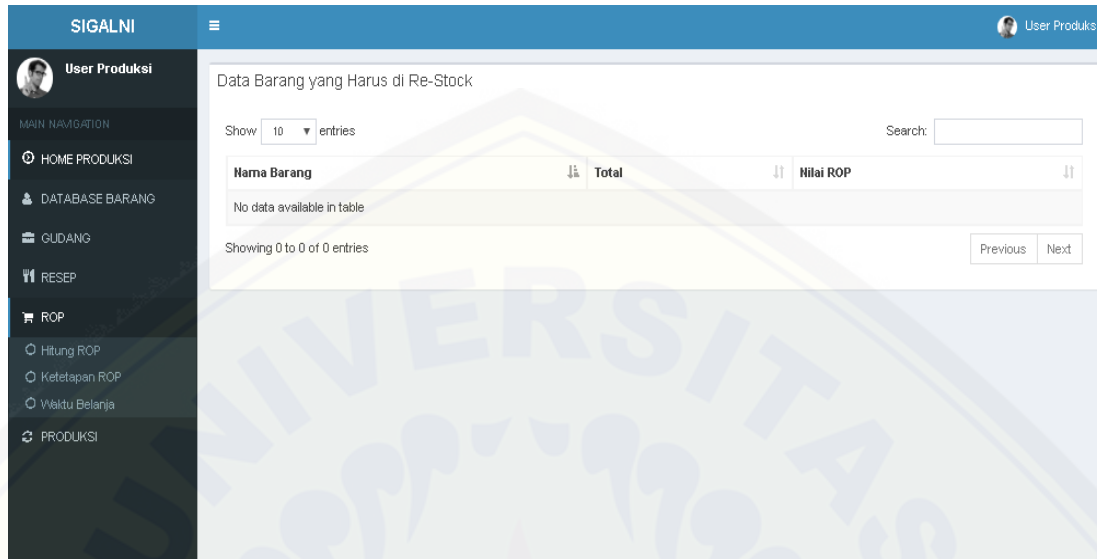 SIGALNI
User Produksi
User Produksi
MAIN NAVIGATION
HOME PRODUKSI
DATABASE BARANG
GUDANG
RESEP
ROP
Hitung ROP
Ketetapan ROP
Waktu Belanja
PRODUKSI
Data Barang yang Harus di Re-Stock
Show 10 entries
Search:
Nama Barang Total Nilai ROP
No data available in table
Showing 0 to 0 of 0 entries
Previous Next
UNIVERSITAS